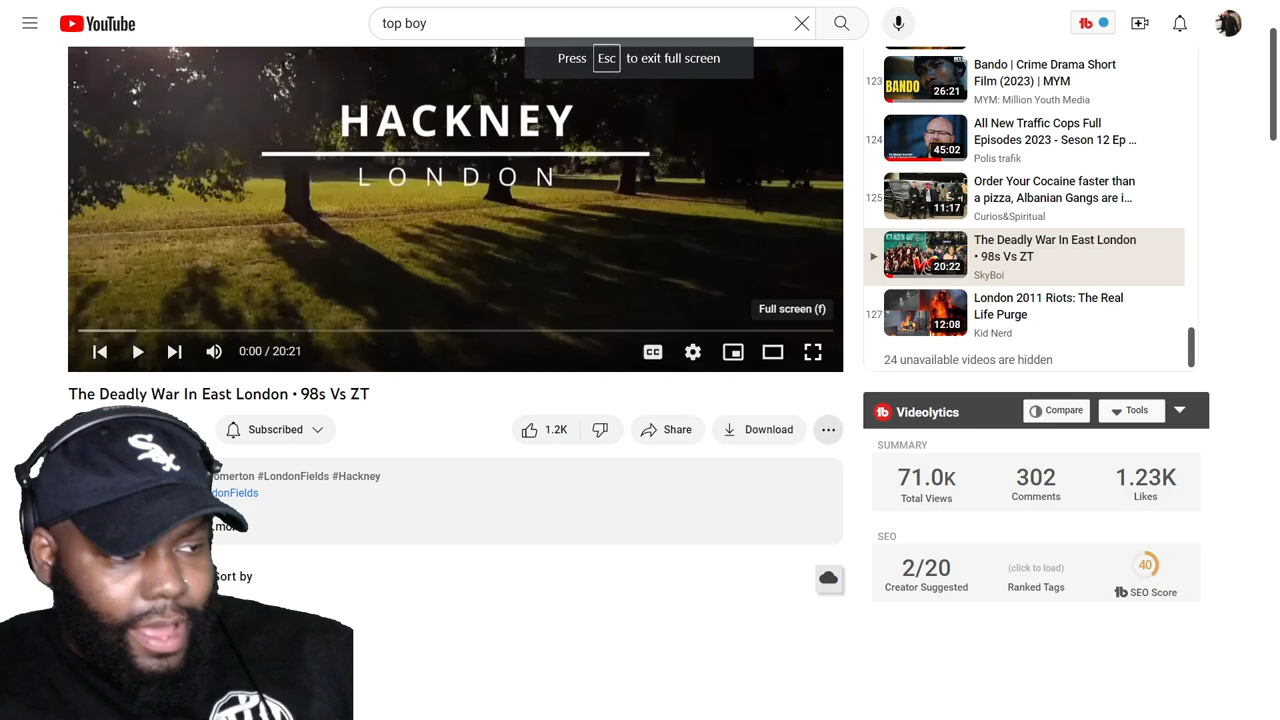 YouTube
top boy
tb
Press Esc to exit full screen
HACKNEY
LONDON
Full screen (f)
0:00 / 20:21
CC
The Deadly War In East London • 98s Vs ZT
Subscribed
1.2K
Share
Download
omerton #LondonFields #Hackney
donFields
Sort by
123
BANDO
26:21
Bando | Crime Drama Short
Film (2023) | MYM
MYM: Million Youth Media
124
45:02
All New Traffic Cops Full
Episodes 2023 - Seson 12 Ep ...
Polis trafik
125
11:17
Order Your Cocaine faster than
a pizza, Albanian Gangs are i...
Curios&Spiritual
20:22
The Deadly War In East London
• 98s Vs ZT
SkyBoi
127
12:08
London 2011 Riots: The Real
Life Purge
Kid Nerd
24 unavailable videos are hidden
tb Videolytics
Compare
Tools
SUMMARY
71.0K
Total Views
302
Comments
1.23K
Likes
SEO
2/20
Creator Suggested
(click to load)
Ranked Tags
40
tb SEO Score
Sox